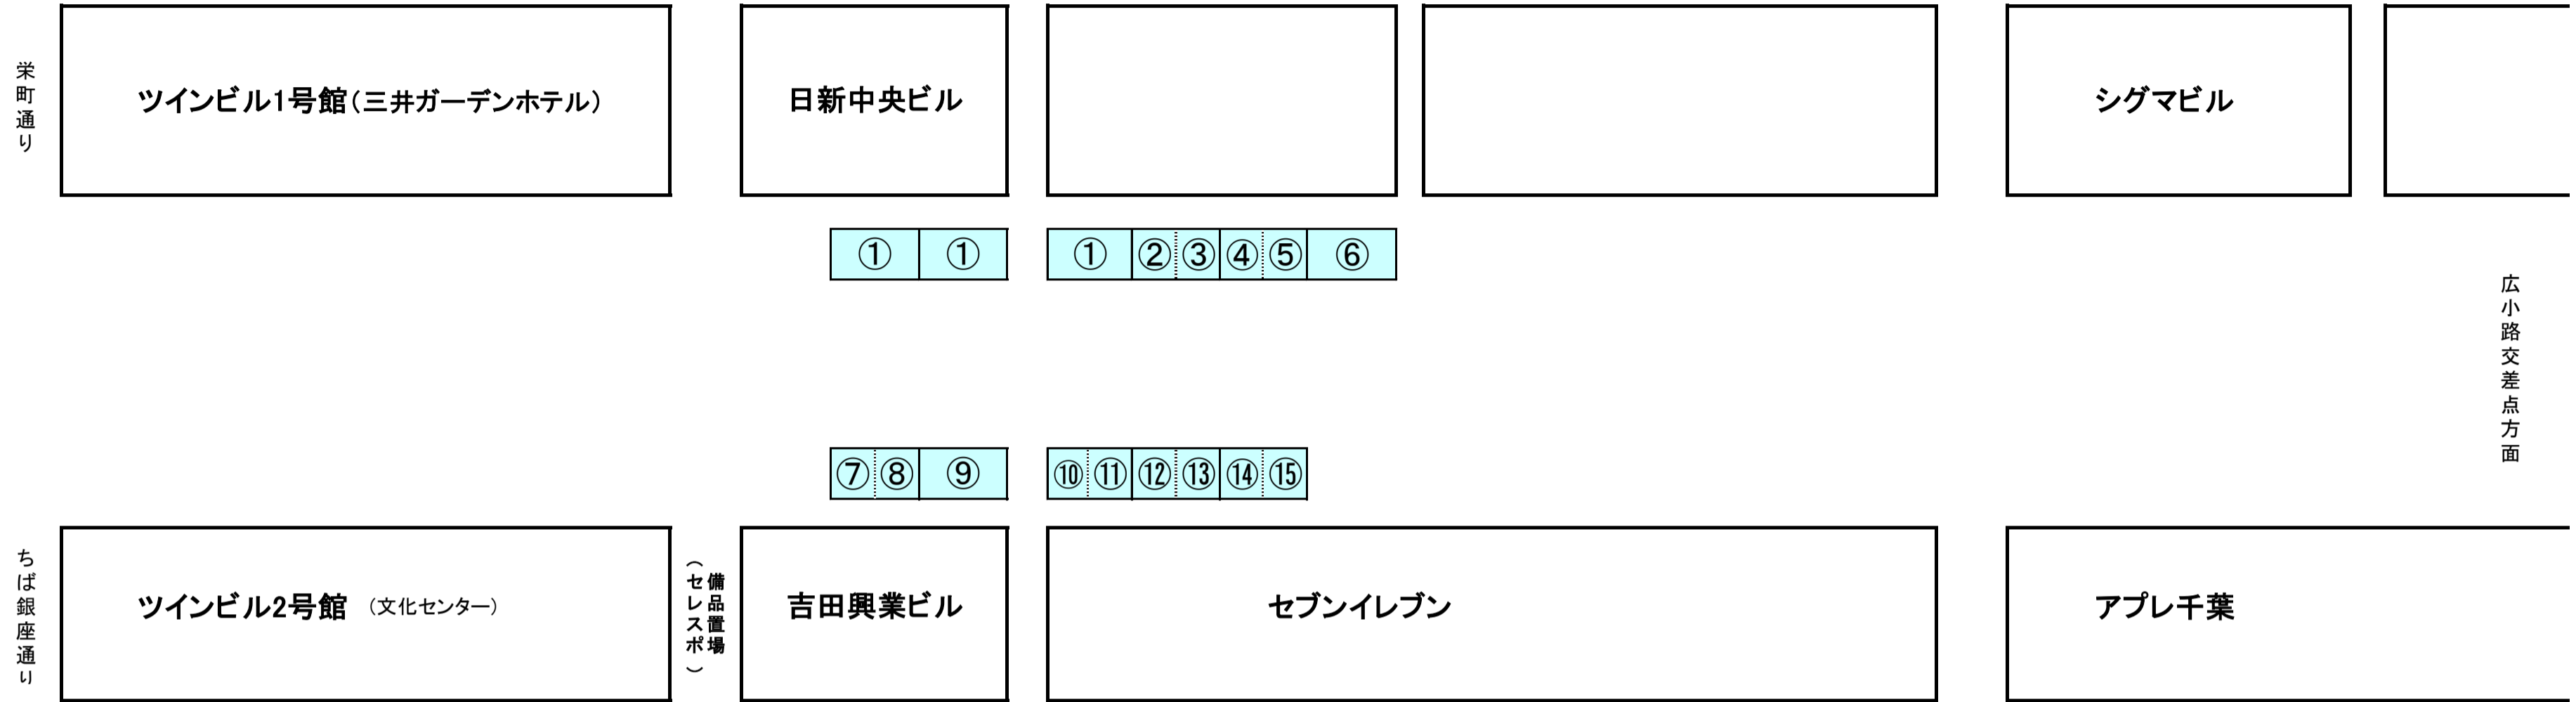 栄町通り
ツインビル1号館(三井ガーデンホテル)
日新中央ビル
シグマビル
① ① ① ② ③ ④ ⑤ ⑥
広小路交差点方面
⑦ ⑧ ⑨ ⑩ ⑪ ⑫ ⑬ ⑭ ⑮
ちば銀座通り
ツインビル2号館 (文化センター)
備品置場
(セレスポ)
吉田興業ビル
セブンイレブン
アプレ千葉